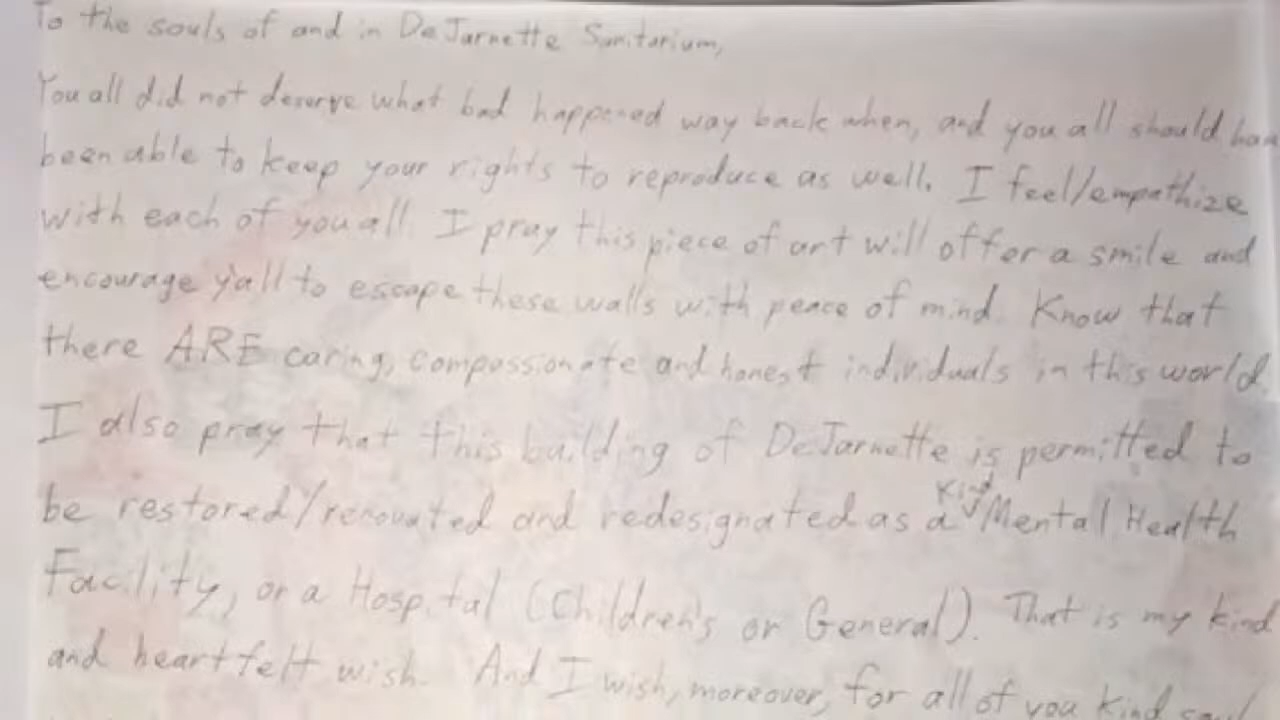 To the souls of and in DeJarnette Sanitarium,
You all did not deserve what bad happened way back when, and you all should hav
been able to keep your rights to reproduce as well. I feel/empathize
with each of you all. I pray this piece of art will offer a smile and
encourage y'all to escape these walls with peace of mind. Know that
there ARE caring, compassionate and honest individuals in this world.
I also pray that this building of DeJarnette is permitted to
be restored/renovated and redesignated as a kind Mental Health
Facility, or a Hospital (Children's or General). That is my kind
and heartfelt wish. And I wish, moreover, for all of you kind soul